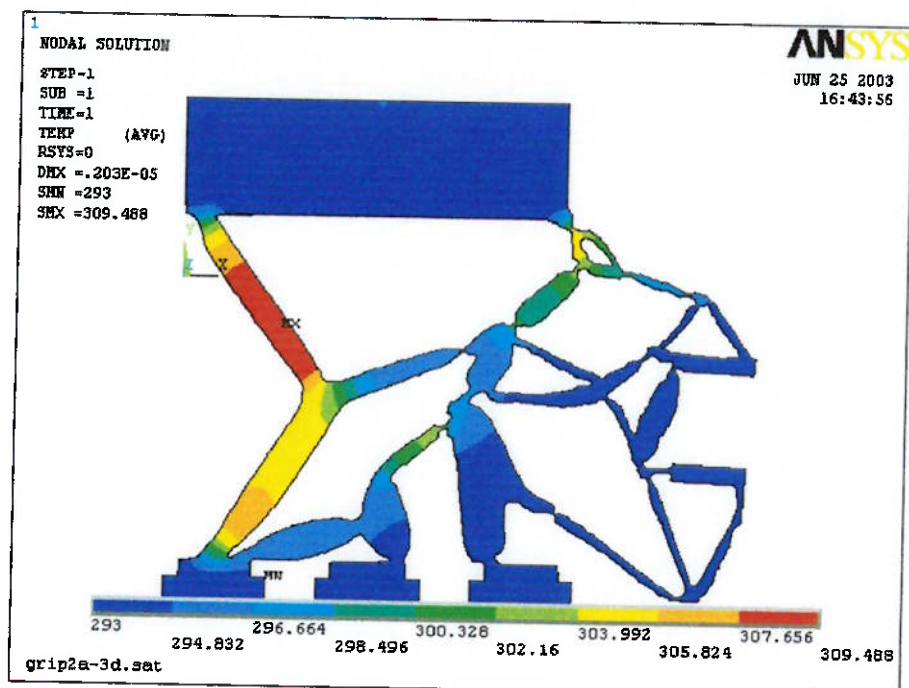 1
NODAL SOLUTION
STEP=1
SUB =1
TIME=1
TEMP (AVG)
RSYS=0
DMX =.203E-05
SMN =293
SMX =309.488
ANSYS
JUN 25 2003
16:43:56
Y
Z X
MX
MN
293 296.664 300.328 303.992 307.656
294.832 298.496 302.16 305.824 309.488
grip2a-3d.sat